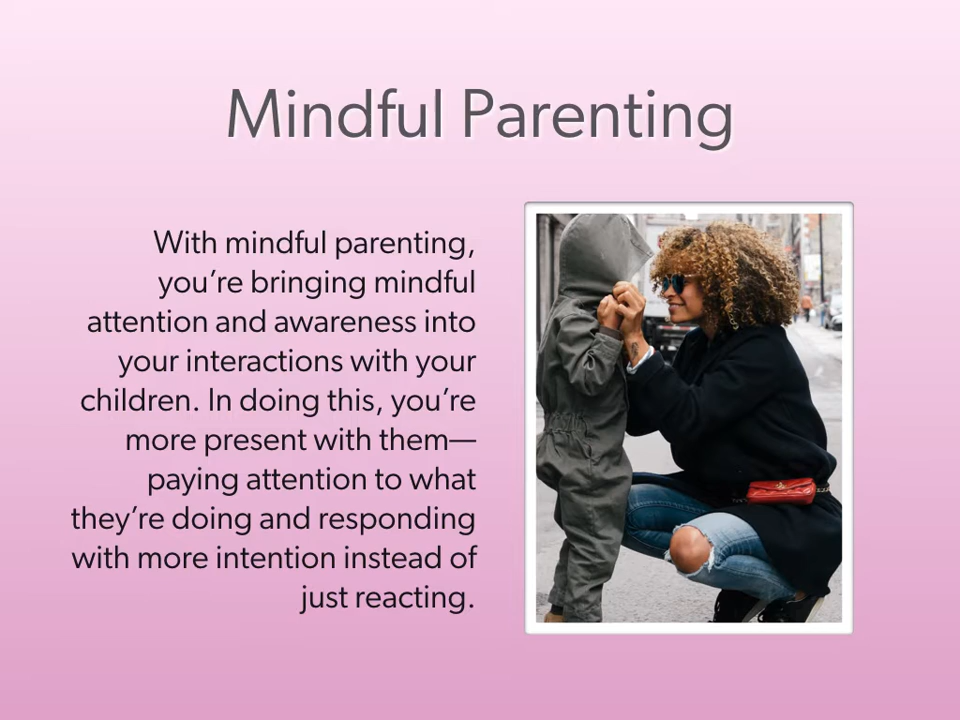 Mindful Parenting
With mindful parenting,
you’re bringing mindful
attention and awareness into
your interactions with your
children. In doing this, you’re
more present with them—
paying attention to what
they’re doing and responding
with more intention instead of
just reacting.